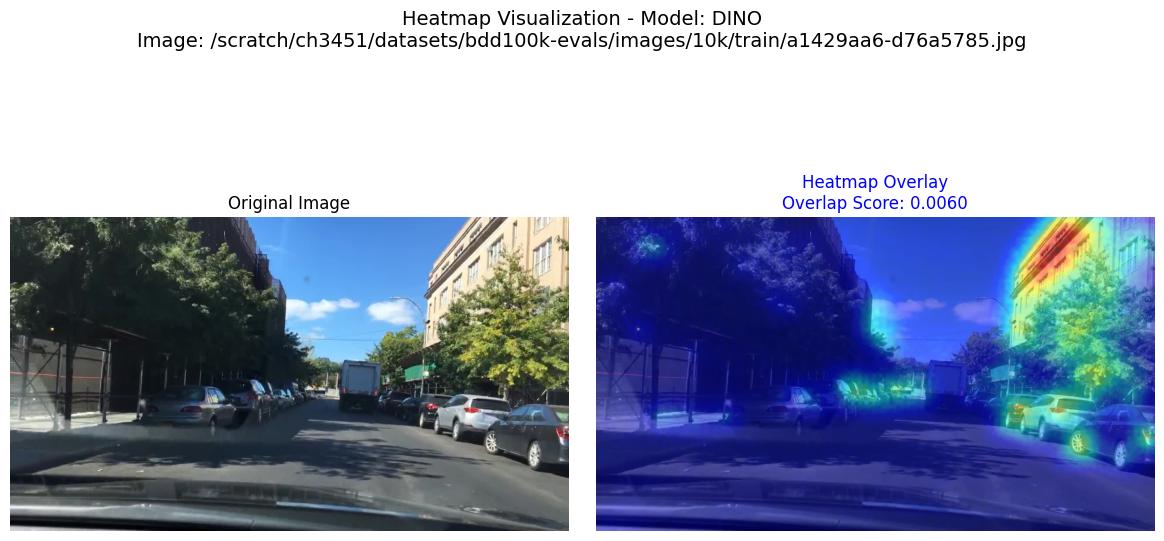 Heatmap Visualization - Model: DINO
Image: /scratch/ch3451/datasets/bdd100k-evals/images/10k/train/a1429aa6-d76a5785.jpg
Original Image
Heatmap Overlay
Overlap Score: 0.0060